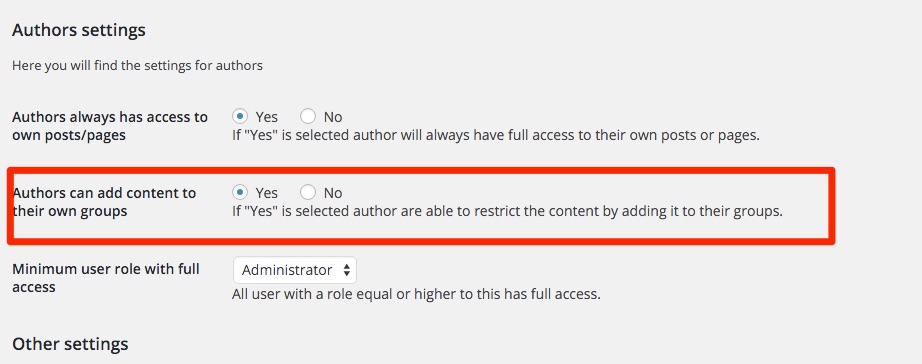 Authors settings
Here you will find the settings for authors
Authors always has access to
own posts/pages
Yes No
If "Yes" is selected author will always have full access to their own posts or pages.
Authors can add content to
their own groups
Yes No
If "Yes" is selected author are able to restrict the content by adding it to their groups.
Minimum user role with full
access
Administrator
All user with a role equal or higher to this has full access.
Other settings